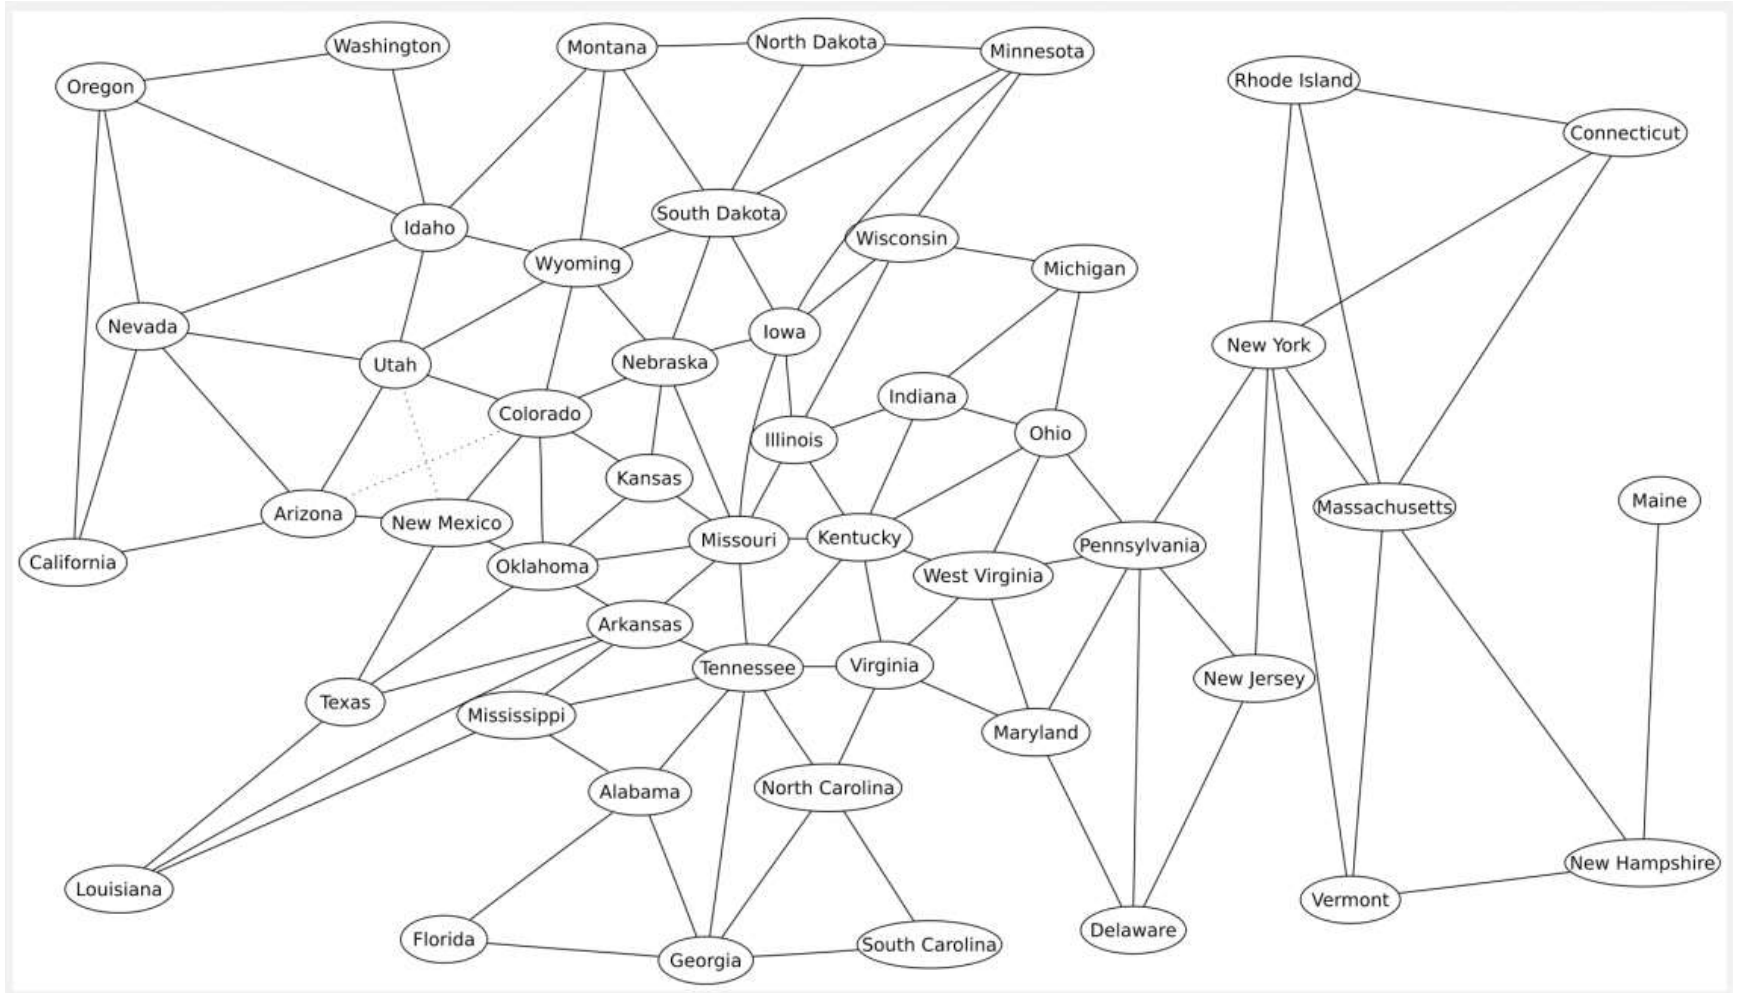 Washington
Montana
North Dakota
Minnesota
Oregon
Rhode Island
Connecticut
South Dakota
Idaho
Wisconsin
Wyoming
Michigan
Nevada
Iowa
New York
Utah
Nebraska
Indiana
Colorado
Ohio
Illinois
Kansas
Maine
Massachusetts
Arizona
New Mexico
Missouri
Kentucky
Pennsylvania
California
Oklahoma
West Virginia
Arkansas
Tennessee
Virginia
New Jersey
Texas
Mississippi
Maryland
Alabama
North Carolina
New Hampshire
Louisiana
Vermont
Delaware
Florida
South Carolina
Georgia